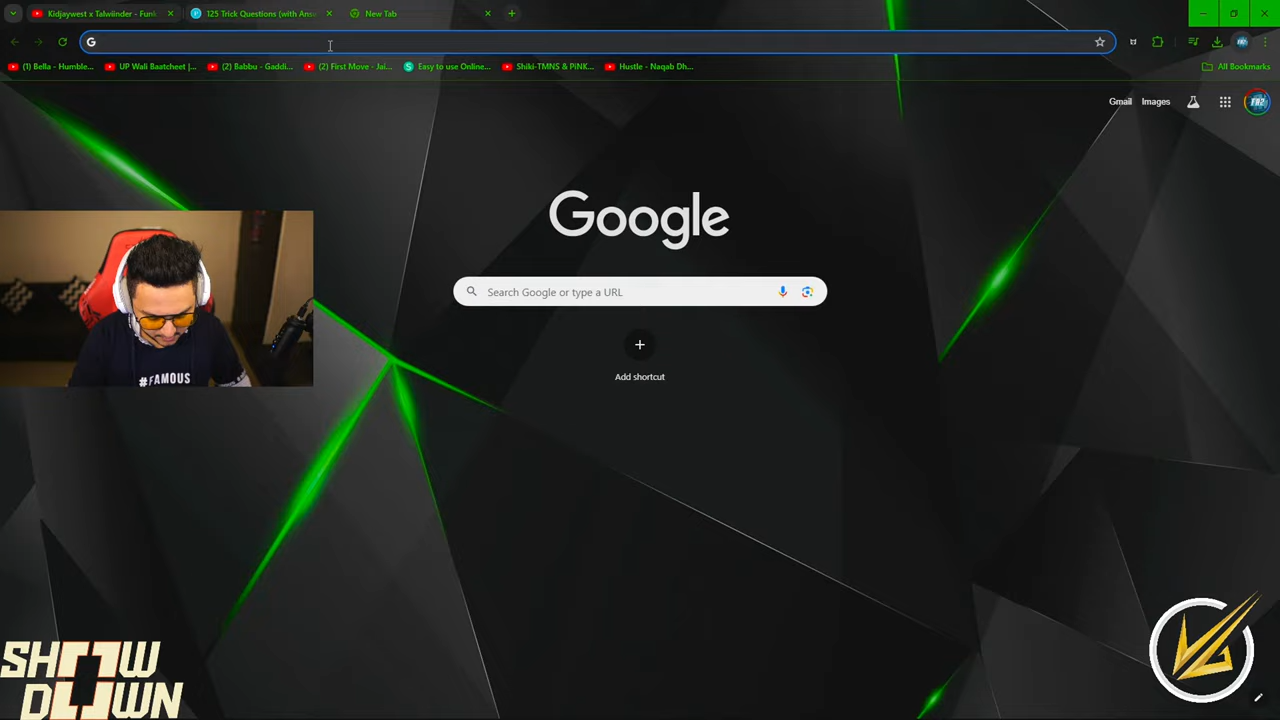 Kidjaywest x Talwiinder - Fun
125 Trick Questions (with Ans
New Tab
(1) Bella - Humble...
UP Wali Baatcheet |...
(2) Babbu - Gaddi...
(2) First Move - Jai...
Easy to use Online...
Shiki-TMNS & PiNK...
Hustle - Naqab Dh...
All Bookmarks
Gmail
Images
Google
Search Google or type a URL
Add shortcut
#FAMOUS
SHOW
DOWN